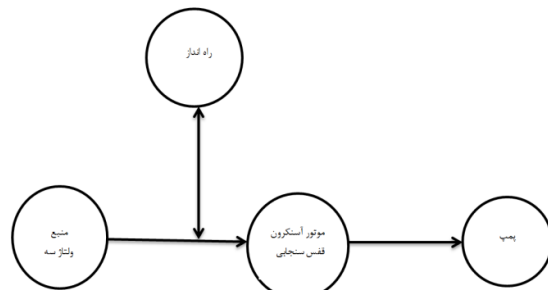 راه انداز
منبع
ولتاژ سه
موتور آسنکرون
قفس سنجابی
پمپ